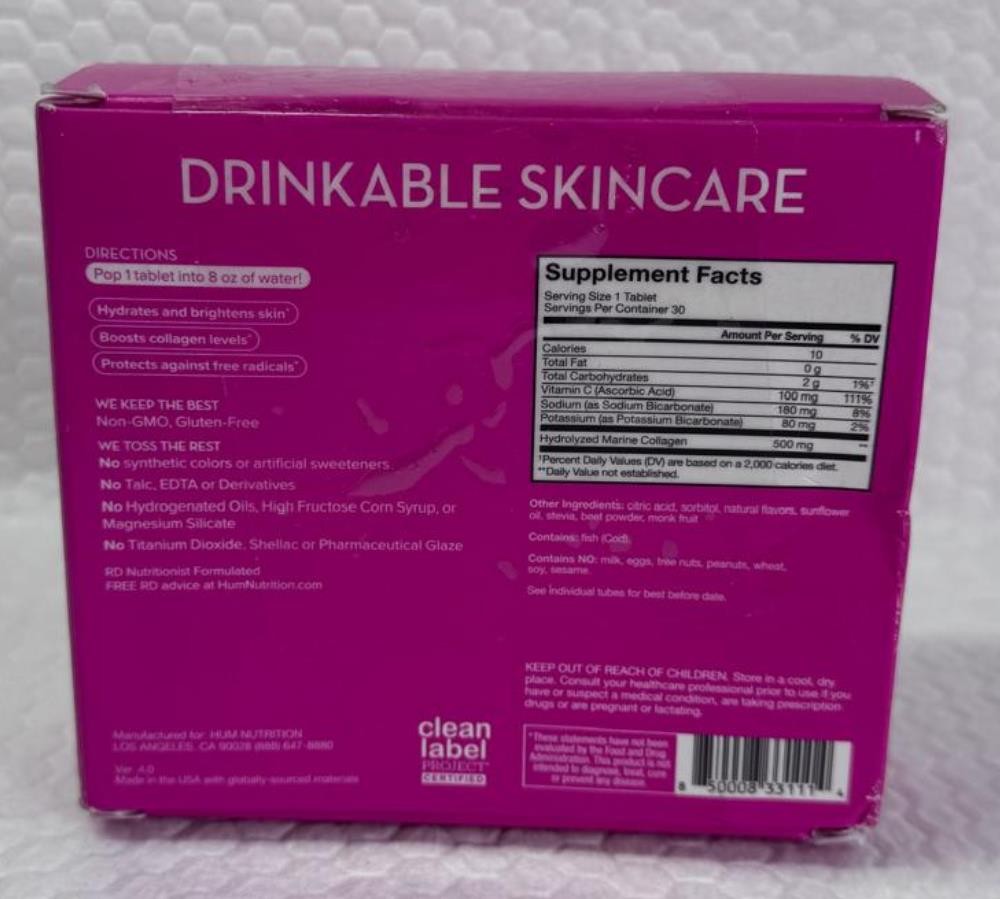 DRINKABLE SKINCARE
DIRECTIONS
Pop 1 tablet into 8 oz of water!
Hydrates and brightens skin*
Boosts collagen levels*
Protects against free radicals*
WE KEEP THE BEST
Non-GMO, Gluten-Free
WE TOSS THE REST
No synthetic colors or artificial sweeteners
No Talc, EDTA or Derivatives
No Hydrogenated Oils, High Fructose Corn Syrup, or
Magnesium Silicate
No Titanium Dioxide, Shellac or Pharmaceutical Glaze
RD Nutritionist Formulated
FREE RD advice at HumNutrition.com
Manufactured for: HUM NUTRITION
LOS ANGELES, CA 90028 (888) 647-8880
Ver 4.0
Made in the USA with globally-sourced materials
clean
label
PROJECT
CERTIFIED
Supplement Facts
Serving Size 1 Tablet
Servings Per Container 30
Amount Per Serving % DV
Calories 10
Total Fat 0 g
Total Carbohydrates 2 g 1%†
Vitamin C (Ascorbic Acid) 100 mg 111%
Sodium (as Sodium Bicarbonate) 180 mg 8%
Potassium (as Potassium Bicarbonate) 80 mg 2%
Hydrolyzed Marine Collagen 500 mg **
†Percent Daily Values (DV) are based on a 2,000 calories diet.
**Daily Value not established.
Other Ingredients: citric acid, sorbitol, natural flavors, sunflower
oil, stevia, beet powder, monk fruit
Contains: fish (Cod).
Contains NO: milk, eggs, tree nuts, peanuts, wheat,
soy, sesame.
See individual tubes for best before date.
KEEP OUT OF REACH OF CHILDREN. Store in a cool, dry
place. Consult your healthcare professional prior to use if you
have or suspect a medical condition, are taking prescription
drugs or are pregnant or lactating.
*These statements have not been
evaluated by the Food and Drug
Administration. This product is not
intended to diagnose, treat, cure
or prevent any disease.
8 50008 33111 4